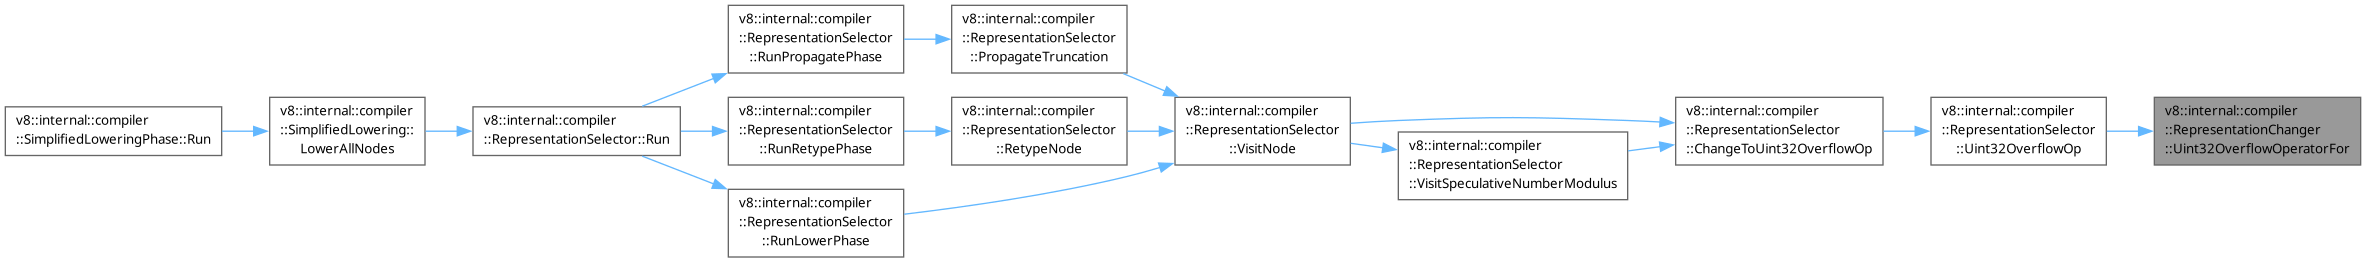 v8::internal::compiler
::SimplifiedLoweringPhase::Run
v8::internal::compiler
::SimplifiedLowering::
LowerAllNodes
v8::internal::compiler
::RepresentationSelector::Run
v8::internal::compiler
::RepresentationSelector
::RunPropagatePhase
v8::internal::compiler
::RepresentationSelector
::RunRetypePhase
v8::internal::compiler
::RepresentationSelector
::RunLowerPhase
v8::internal::compiler
::RepresentationSelector
::PropagateTruncation
v8::internal::compiler
::RepresentationSelector
::RetypeNode
v8::internal::compiler
::RepresentationSelector
::VisitNode
v8::internal::compiler
::RepresentationSelector
::VisitSpeculativeNumberModulus
v8::internal::compiler
::RepresentationSelector
::ChangeToUint32OverflowOp
v8::internal::compiler
::RepresentationSelector
::Uint32OverflowOp
v8::internal::compiler
::RepresentationChanger
::Uint32OverflowOperatorFor